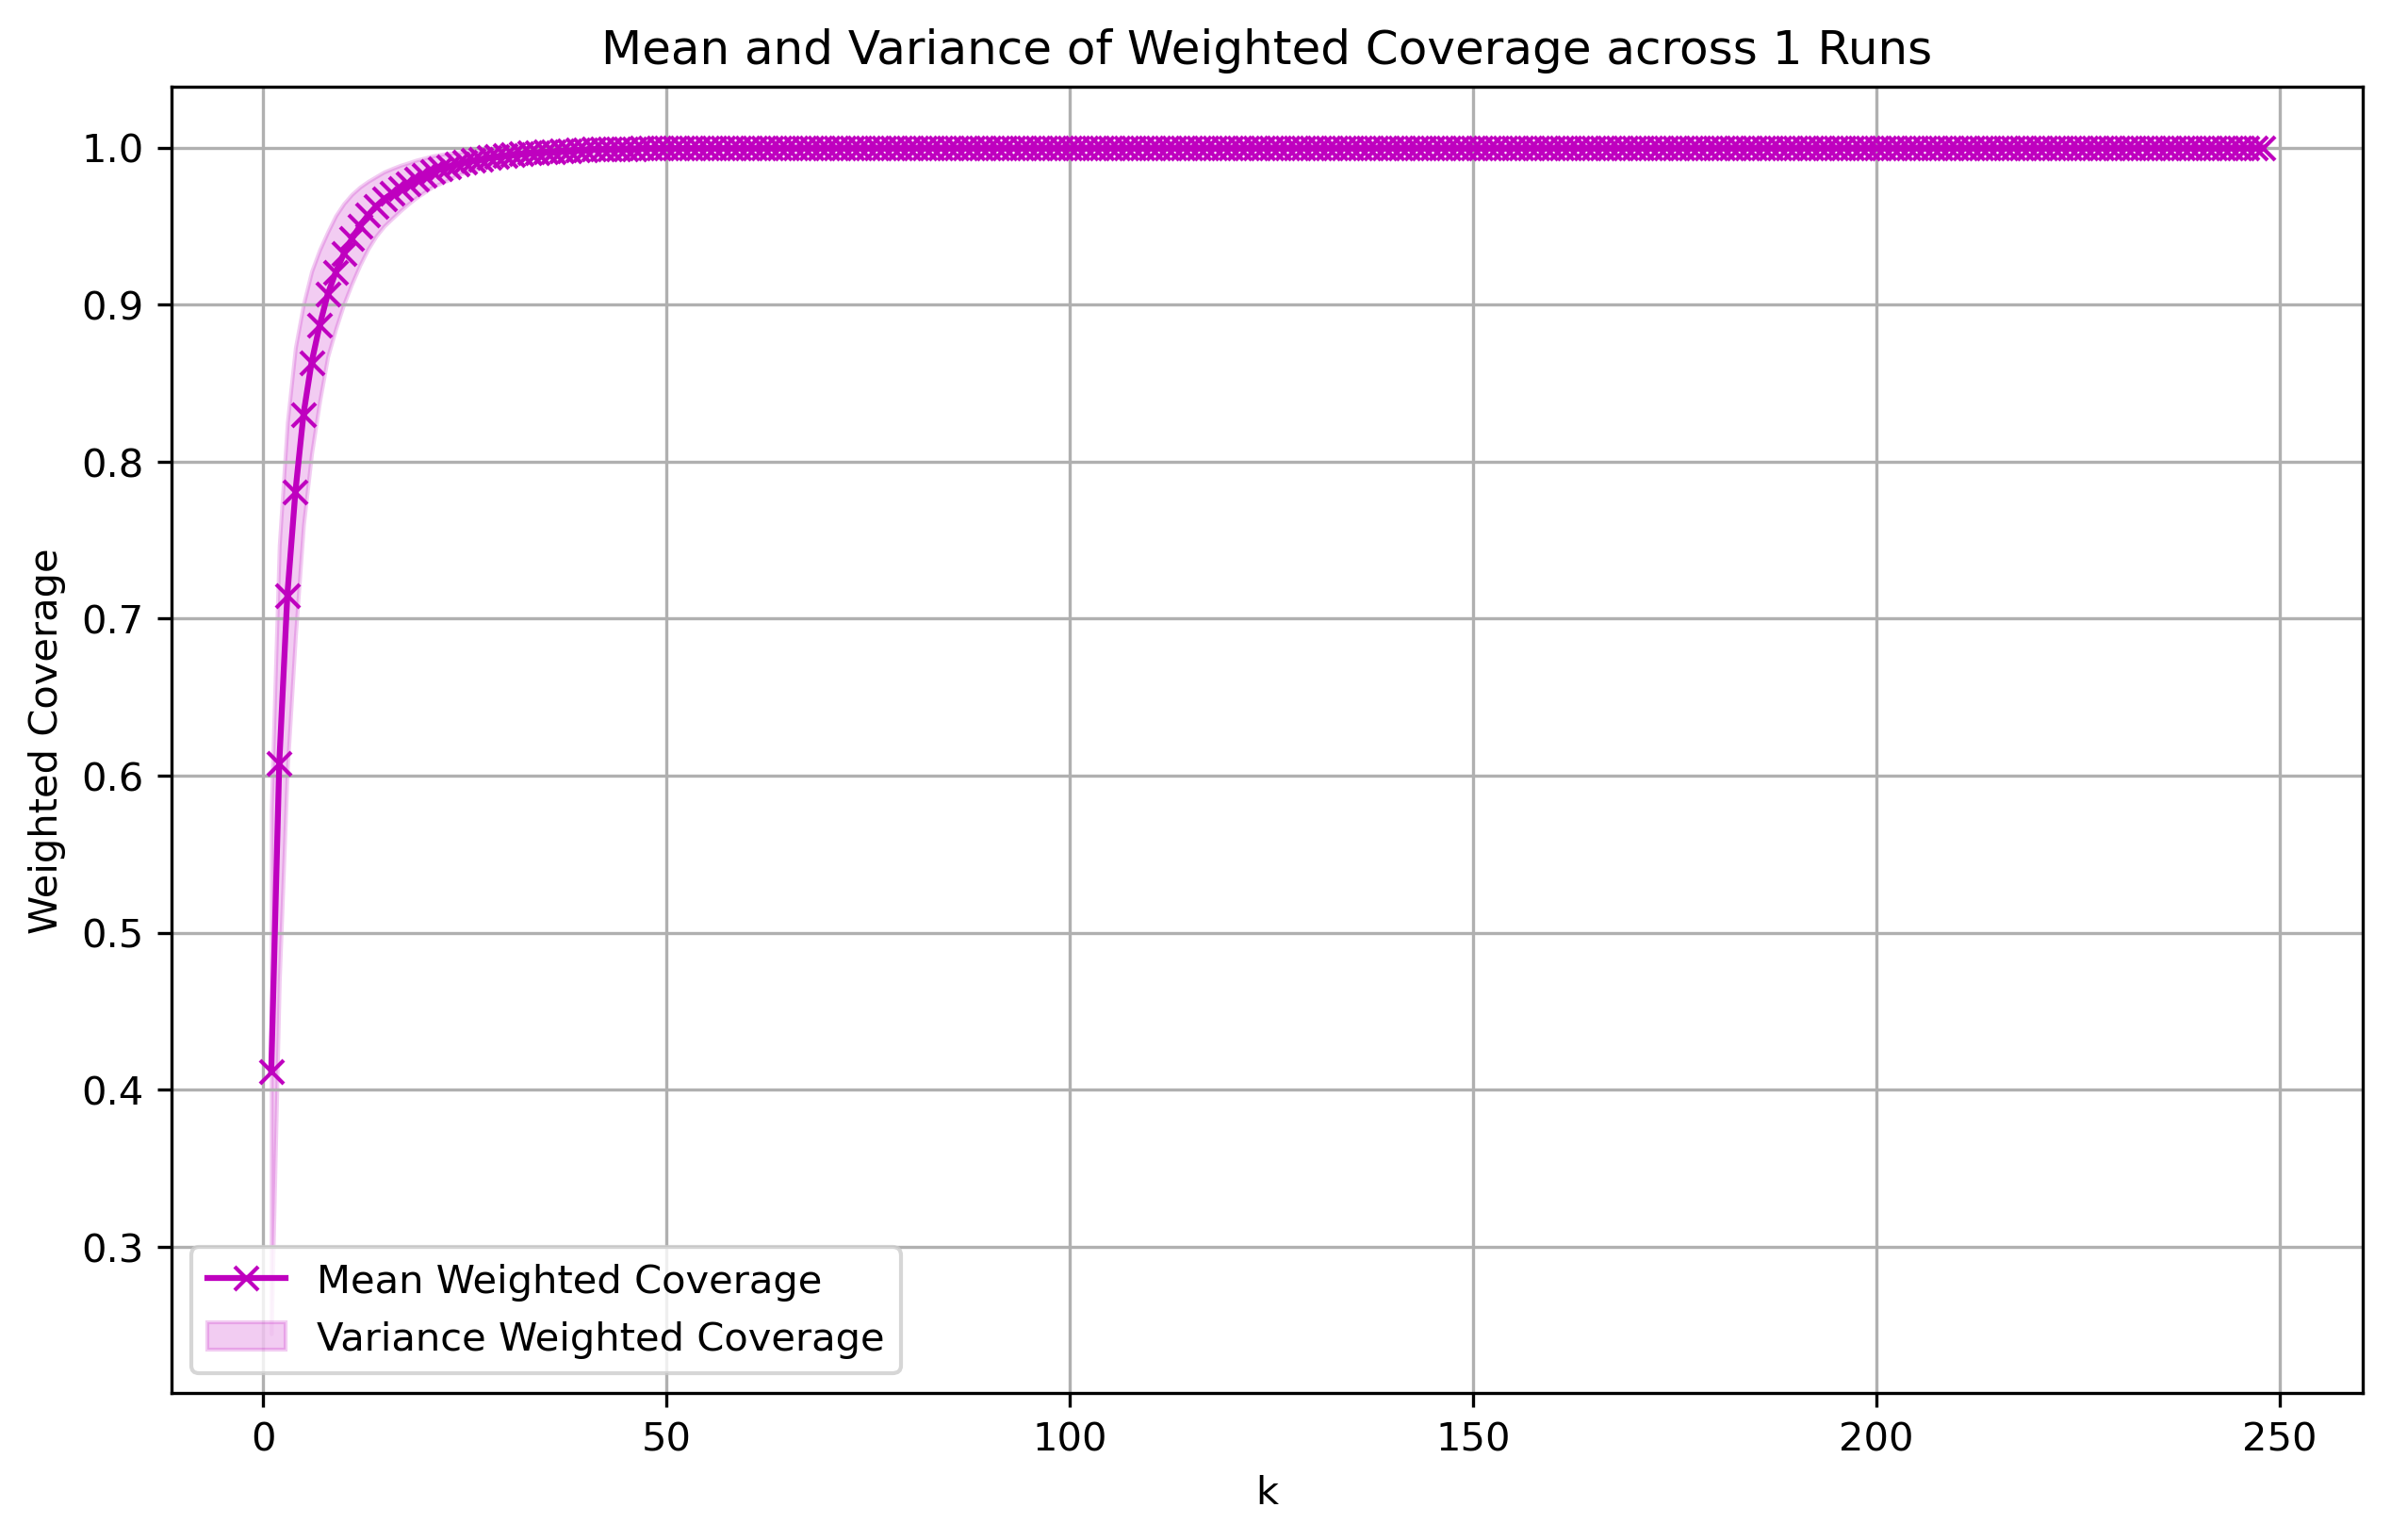 Mean and Variance of Weighted Coverage across 1 Runs
1.0
0.9
0.8
0.7
0.6
0.5
0.4
0.3
Weighted Coverage
Mean Weighted Coverage
Variance Weighted Coverage
0 50 100 150 200 250
k